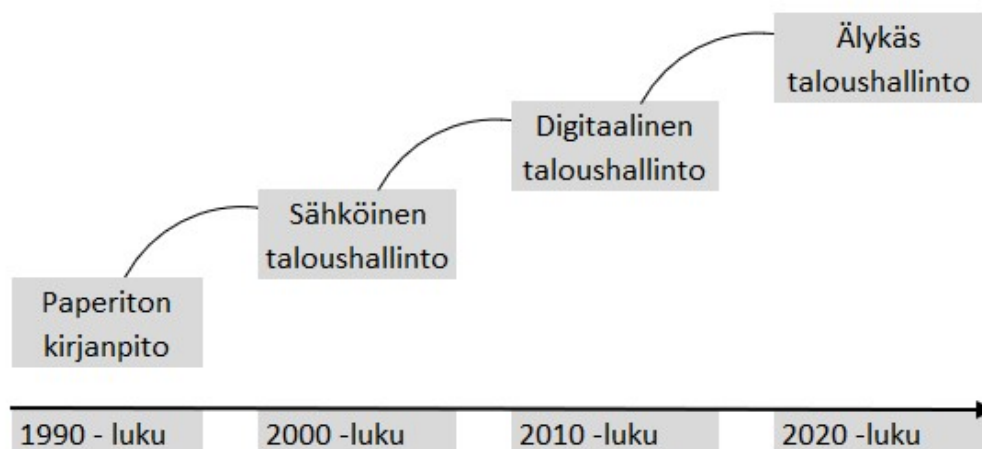 Älykäs
taloushallinto
Digitaalinen
taloushallinto
Sähköinen
taloushallinto
Paperiton
kirjanpito
1990 - luku
2000 -luku
2010 -luku
2020 -luku